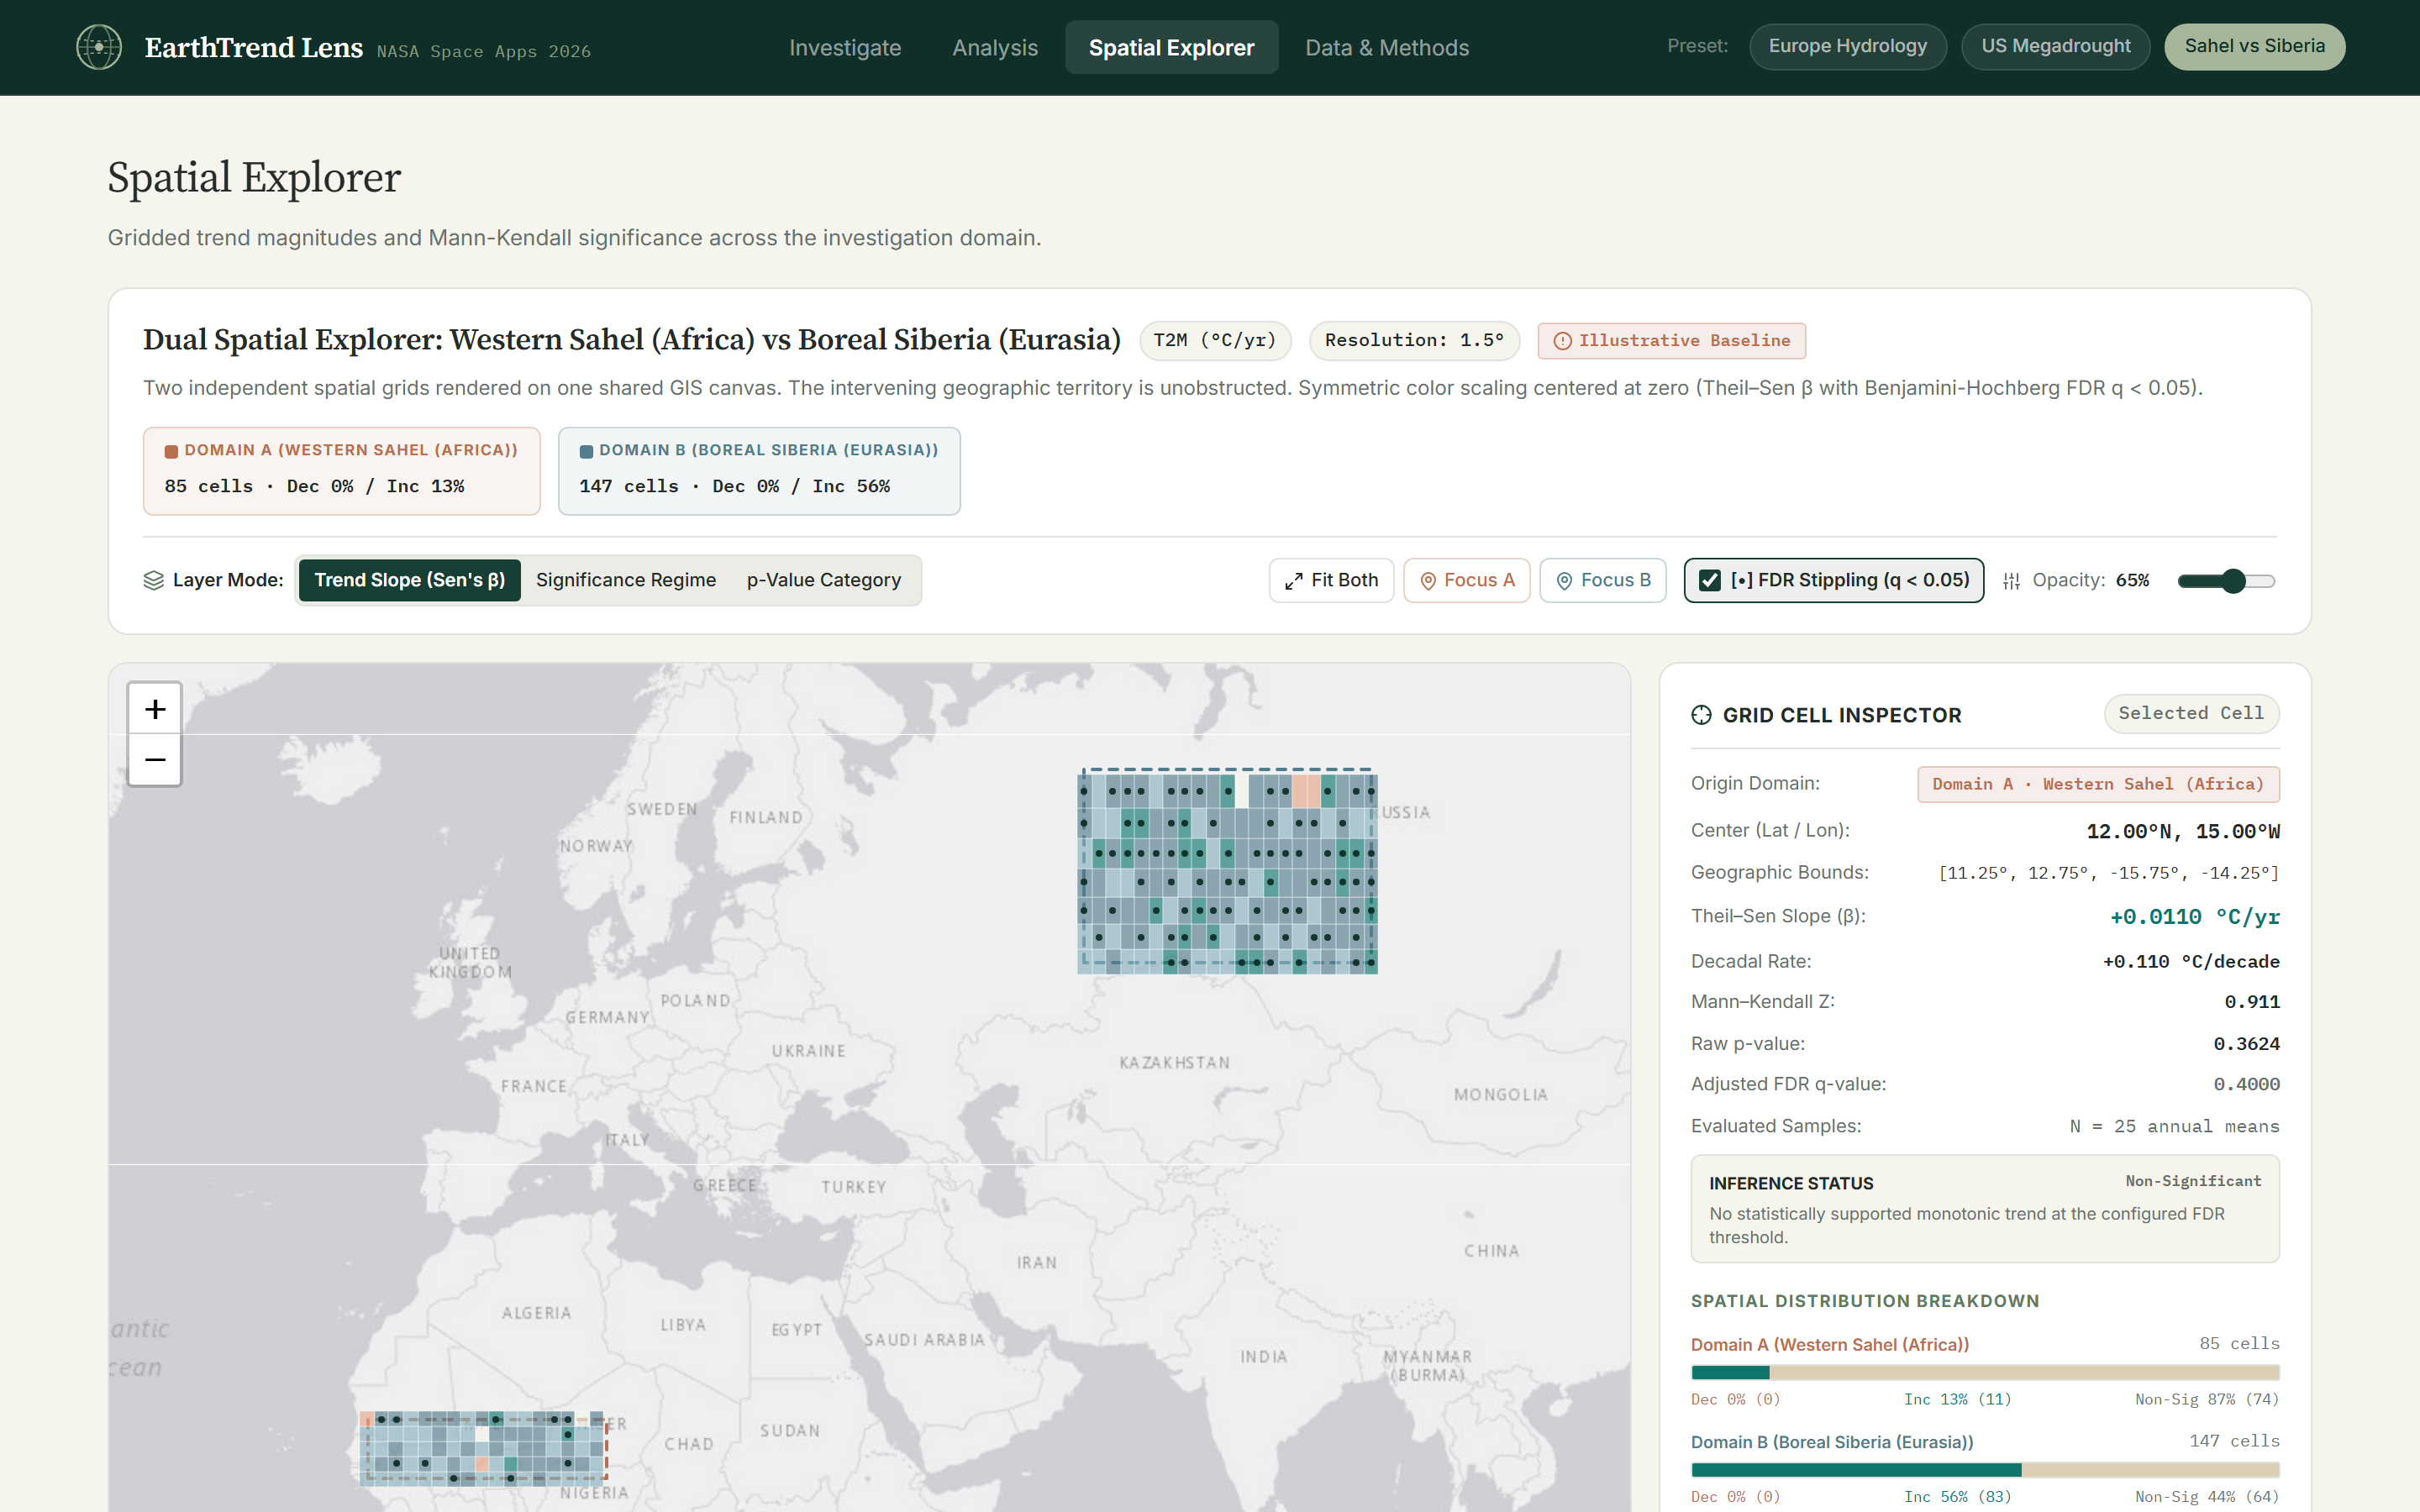 EarthTrend Lens NASA Space Apps 2026
Investigate Analysis Spatial Explorer Data & Methods
Preset: Europe Hydrology US Megadrought Sahel vs Siberia
Spatial Explorer
Gridded trend magnitudes and Mann-Kendall significance across the investigation domain.
Dual Spatial Explorer: Western Sahel (Africa) vs Boreal Siberia (Eurasia) T2M (°C/yr) Resolution: 1.5° Illustrative Baseline
Two independent spatial grids rendered on one shared GIS canvas. The intervening geographic territory is unobstructed. Symmetric color scaling centered at zero (Theil–Sen β with Benjamini-Hochberg FDR q < 0.05).
DOMAIN A (WESTERN SAHEL (AFRICA))
85 cells · Dec 0% / Inc 13%
DOMAIN B (BOREAL SIBERIA (EURASIA))
147 cells · Dec 0% / Inc 56%
Layer Mode: Trend Slope (Sen's β) Significance Regime p-Value Category
Fit Both Focus A Focus B [•] FDR Stippling (q < 0.05) Opacity: 65%
+
−
SWEDEN
FINLAND
NORWAY
USSIA
UNITED
KINGDOM
POLAND
GERMANY
UKRAINE
FRANCE
KAZAKHSTAN
MONGOLIA
ITALY
GREECE
TURKEY
IRAN
CHINA
ALGERIA
LIBYA
EGYPT
SAUDI ARABIA
INDIA
MYANMAR
(BURMA)
antic
cean
SUDAN
CHAD
ER
NIGERIA
GRID CELL INSPECTOR Selected Cell
Origin Domain: Domain A · Western Sahel (Africa)
Center (Lat / Lon): 12.00°N, 15.00°W
Geographic Bounds: [11.25°, 12.75°, -15.75°, -14.25°]
Theil–Sen Slope (β): +0.0110 °C/yr
Decadal Rate: +0.110 °C/decade
Mann–Kendall Z: 0.911
Raw p-value: 0.3624
Adjusted FDR q-value: 0.4000
Evaluated Samples: N = 25 annual means
INFERENCE STATUS Non-Significant
No statistically supported monotonic trend at the configured FDR
threshold.
SPATIAL DISTRIBUTION BREAKDOWN
Domain A (Western Sahel (Africa)) 85 cells
Dec 0% (0) Inc 13% (11) Non-Sig 87% (74)
Domain B (Boreal Siberia (Eurasia)) 147 cells
Dec 0% (0) Inc 56% (83) Non-Sig 44% (64)